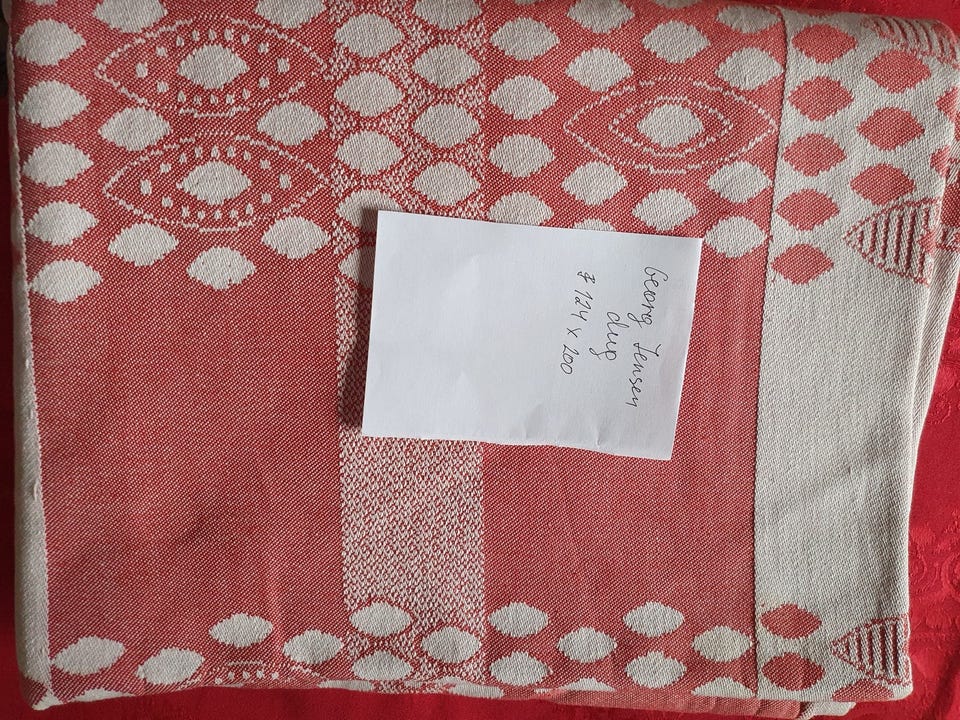 Georg Jensen
dug
124 x 200